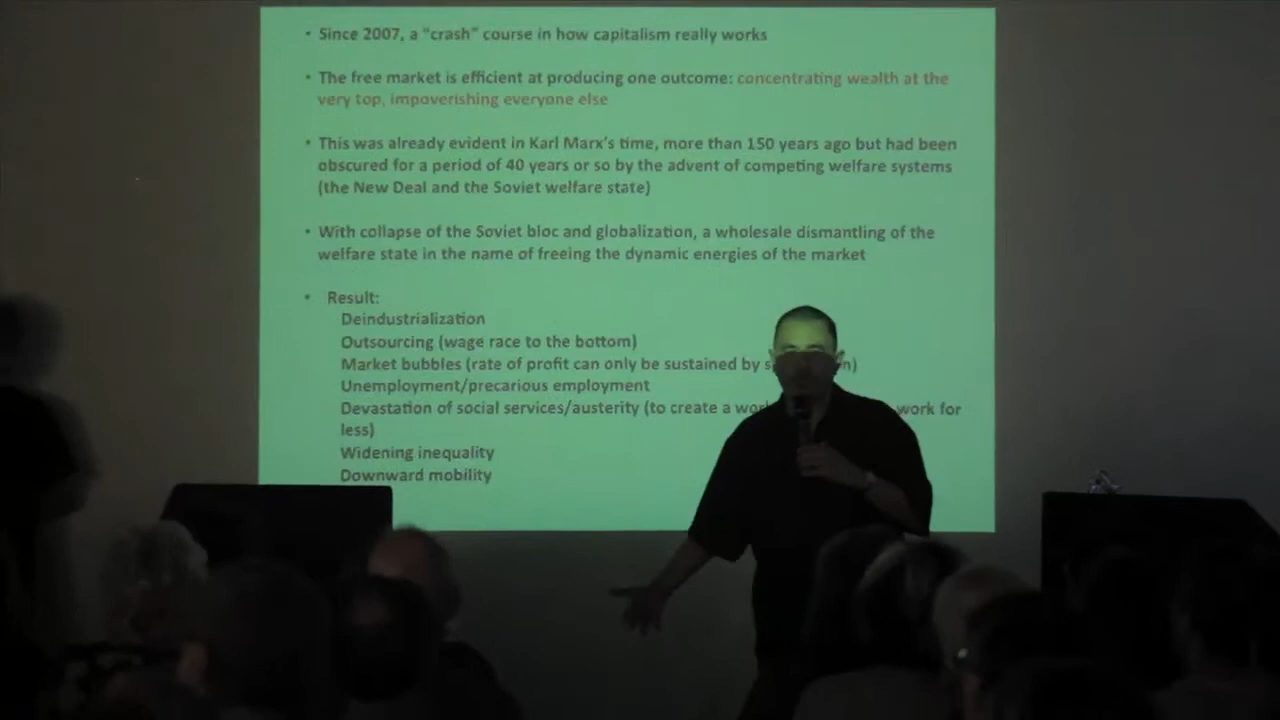 • Since 2007, a “crash” course in how capitalism really works
• The free market is efficient at producing one outcome: concentrating wealth at the
very top, impoverishing everyone else
• This was already evident in Karl Marx’s time, more than 150 years ago but had been
obscured for a period of 40 years or so by the advent of competing welfare systems
(the New Deal and the Soviet welfare state)
• With collapse of the Soviet bloc and globalization, a wholesale dismantling of the
welfare state in the name of freeing the dynamic energies of the market
• Result:
Deindustrialization
Outsourcing (wage race to the bottom)
Market bubbles (rate of profit can only be sustained by
Unemployment/precarious employment
Devastation of social services/austerity (to create a work for
less)
Widening inequality
Downward mobility